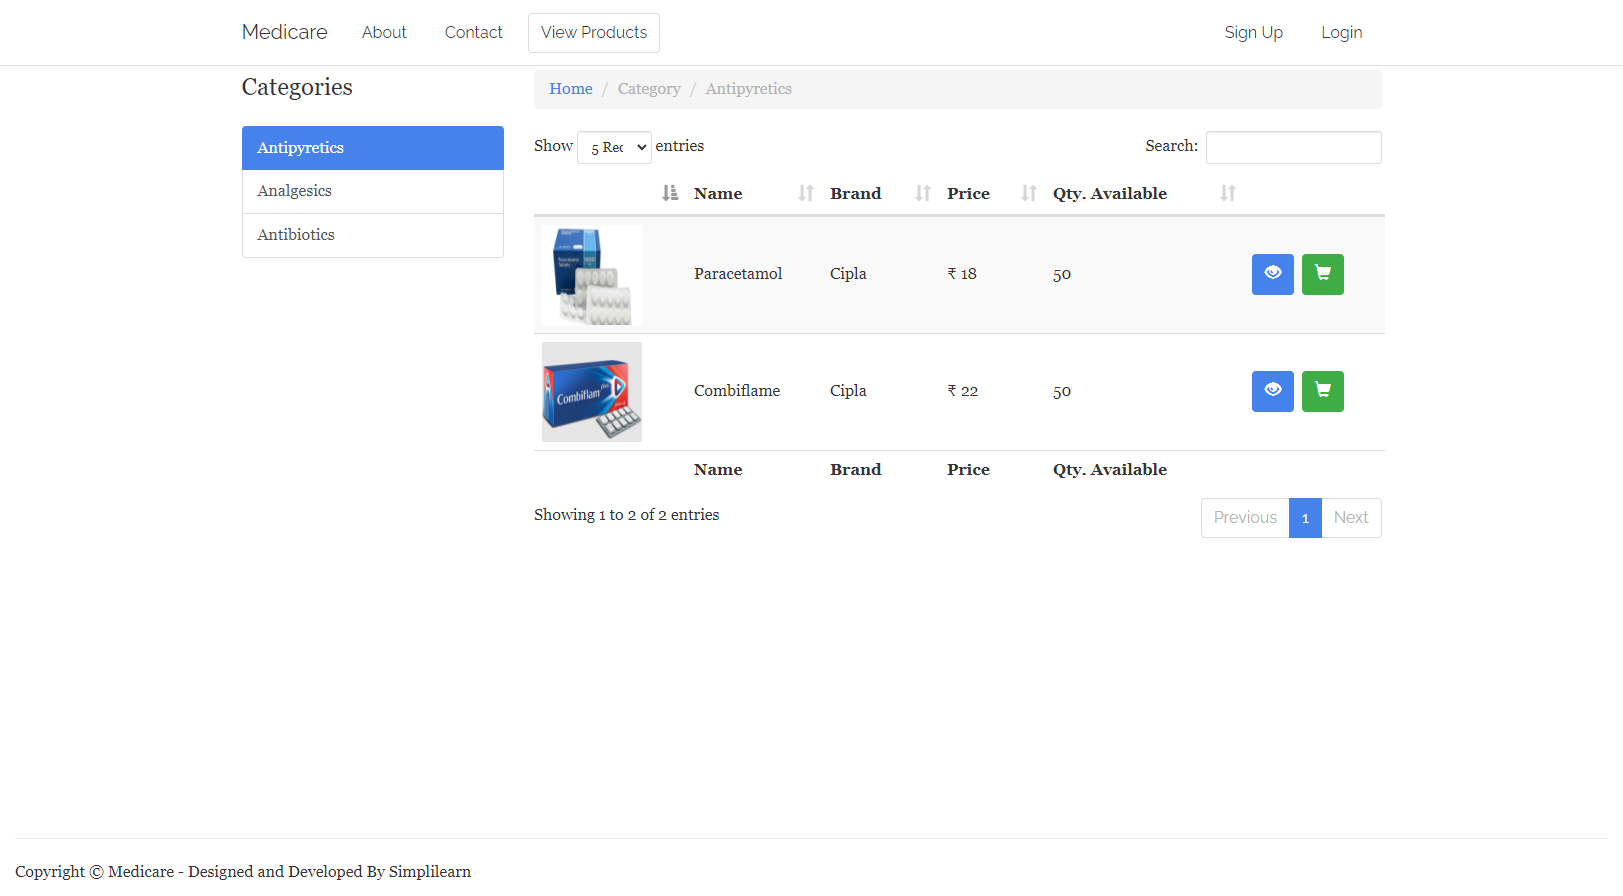 Medicare About Contact View Products Sign Up Login
Categories
Antipyretics
Analgesics
Antibiotics
Home / Category / Antipyretics
Show 5 Rec entries Search:
Name Brand Price Qty. Available
Paracetamol Cipla ₹ 18 50
Combiflam
plus
Combiflame Cipla ₹ 22 50
Name Brand Price Qty. Available
Showing 1 to 2 of 2 entries Previous 1 Next
Copyright © Medicare - Designed and Developed By Simplilearn